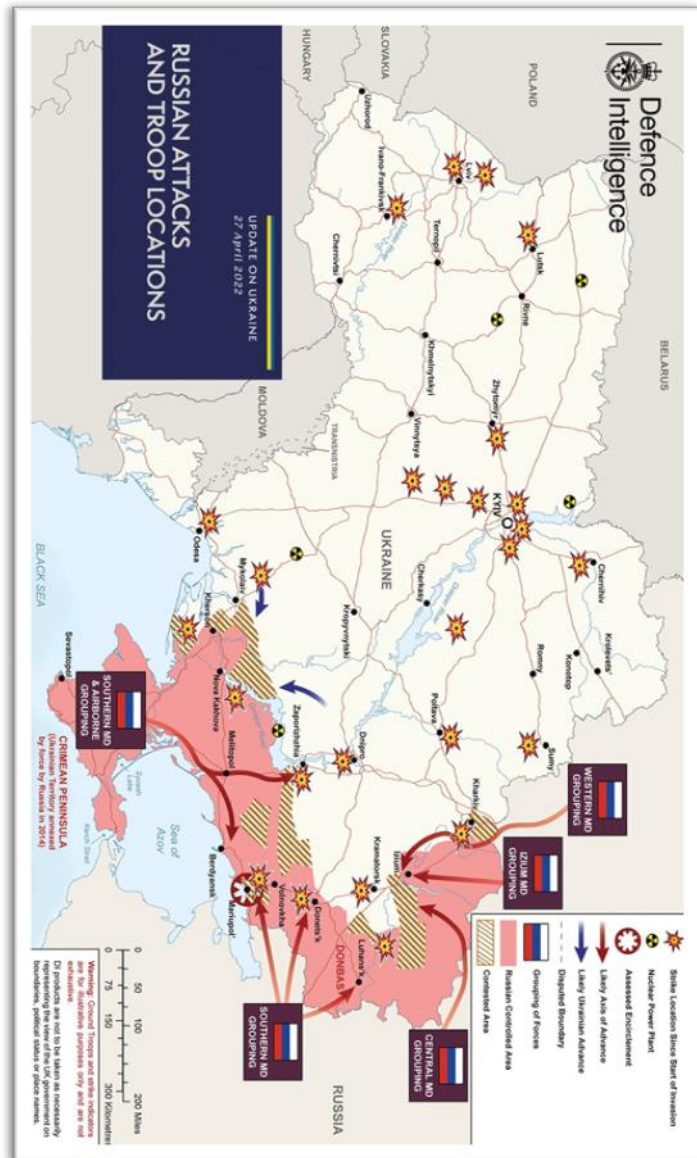 Defence
Intelligence
UPDATE ON UKRAINE
27 April 2022
RUSSIAN ATTACKS
AND TROOP LOCATIONS
POLAND
SLOVAKIA
HUNGARY
BELARUS
MOLDOVA
TRANSNISTRIA
UKRAINE
RUSSIA
DONBAS
BLACK SEA
Sea of
Azov
Uzhorod
Lviv
Ivano-Frankivsk
Lutsk
Ternopil
Chernivtsi
Rivne
Khmelnytskyi
Zhytomyr
Vinnytsya
KYIV
Chernihiv
Cherkasy
Krolevets'
Konotop
Romny
Sumy
Poltava
Kropyvnytskyi
Odesa
Mykolaiv
Kherson
Nova Kakhova
Sevastopol
Melitopol
Zaporizhzhia
Dnipro
Kharkiv
Izium
Kramatorsk
Luhans'k
Donets'k
Volnovkha
Mariupol'
Berdyansk
CRIMEAN PENINSULA
(Ukrainian Territory annexed
by force by Russia in 2014)
Syvash
Lake
Kerch Strait
SOUTHERN MD
& AIRBORNE
GROUPING
WESTERN MD
GROUPING
IZIUM MD
GROUPING
CENTRAL MD
GROUPING
SOUTHERN MD
GROUPING
Strike Location Since Start of Invasion
Nuclear Power Plant
Assessed Encirclement
Likely Axis of Advance
Likely Ukrainian Advance
Disputed Boundary
Grouping of Forces
Russian Controlled Area
Contested Area
0 50 100 200 Miles
0 75 150 300 Kilometres
Warning: Ground Troops and strike indicators
are for illustrative purposes only and are not
exhaustive.
DI products are not to be taken as necessarily
representing the view of the UK government on
boundaries, political status or place names.